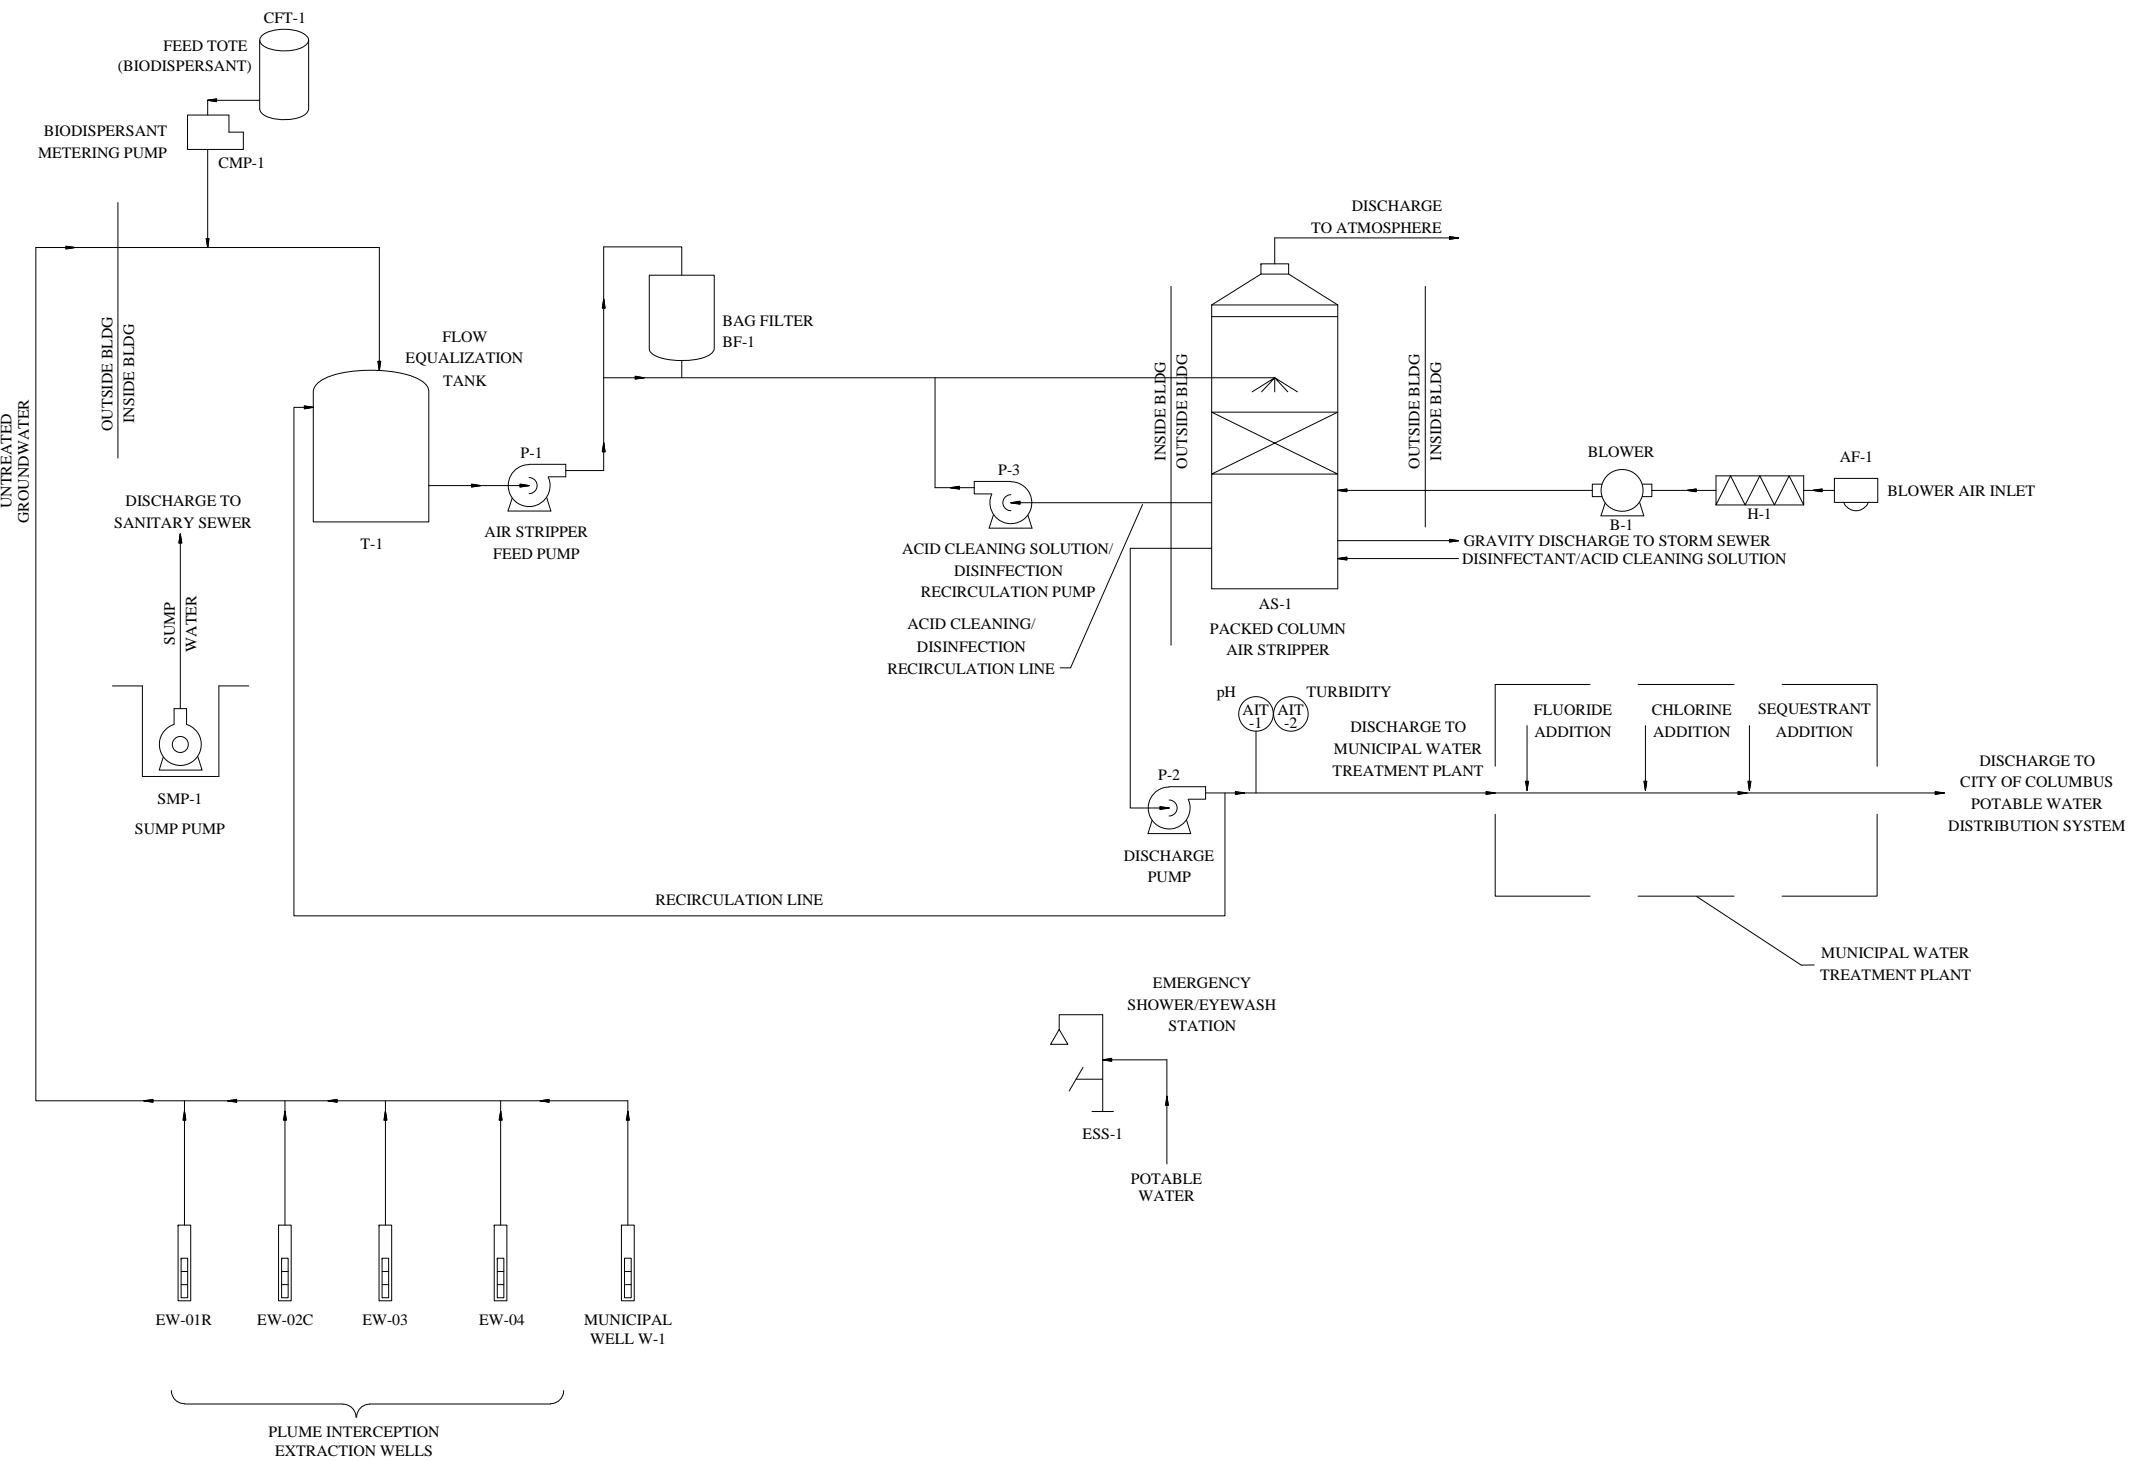 CFT-1
FEED TOTE
(BIODISPERSANT)
BIODISPERSANT
METERING PUMP
CMP-1
UNTREATED
GROUNDWATER
OUTSIDE BLDG
INSIDE BLDG
DISCHARGE TO
SANITARY SEWER
SUMP
WATER
SMP-1
SUMP PUMP
FLOW
EQUALIZATION
TANK
T-1
P-1
AIR STRIPPER
FEED PUMP
BAG FILTER
BF-1
P-3
ACID CLEANING SOLUTION/
DISINFECTION
RECIRCULATION PUMP
ACID CLEANING/
DISINFECTION
RECIRCULATION LINE
INSIDE BLDG
OUTSIDE BLDG
DISCHARGE
TO ATMOSPHERE
AS-1
PACKED COLUMN
AIR STRIPPER
OUTSIDE BLDG
INSIDE BLDG
BLOWER
B-1
H-1
AF-1
BLOWER AIR INLET
GRAVITY DISCHARGE TO STORM SEWER
DISINFECTANT/ACID CLEANING SOLUTION
pH
TURBIDITY
AIT
-1
AIT
-2
P-2
DISCHARGE
PUMP
DISCHARGE TO
MUNICIPAL WATER
TREATMENT PLANT
FLUORIDE
ADDITION
CHLORINE
ADDITION
SEQUESTRANT
ADDITION
DISCHARGE TO
CITY OF COLUMBUS
POTABLE WATER
DISTRIBUTION SYSTEM
RECIRCULATION LINE
MUNICIPAL WATER
TREATMENT PLANT
EMERGENCY
SHOWER/EYEWASH
STATION
ESS-1
POTABLE
WATER
EW-01R
EW-02C
EW-03
EW-04
MUNICIPAL
WELL W-1
PLUME INTERCEPTION
EXTRACTION WELLS